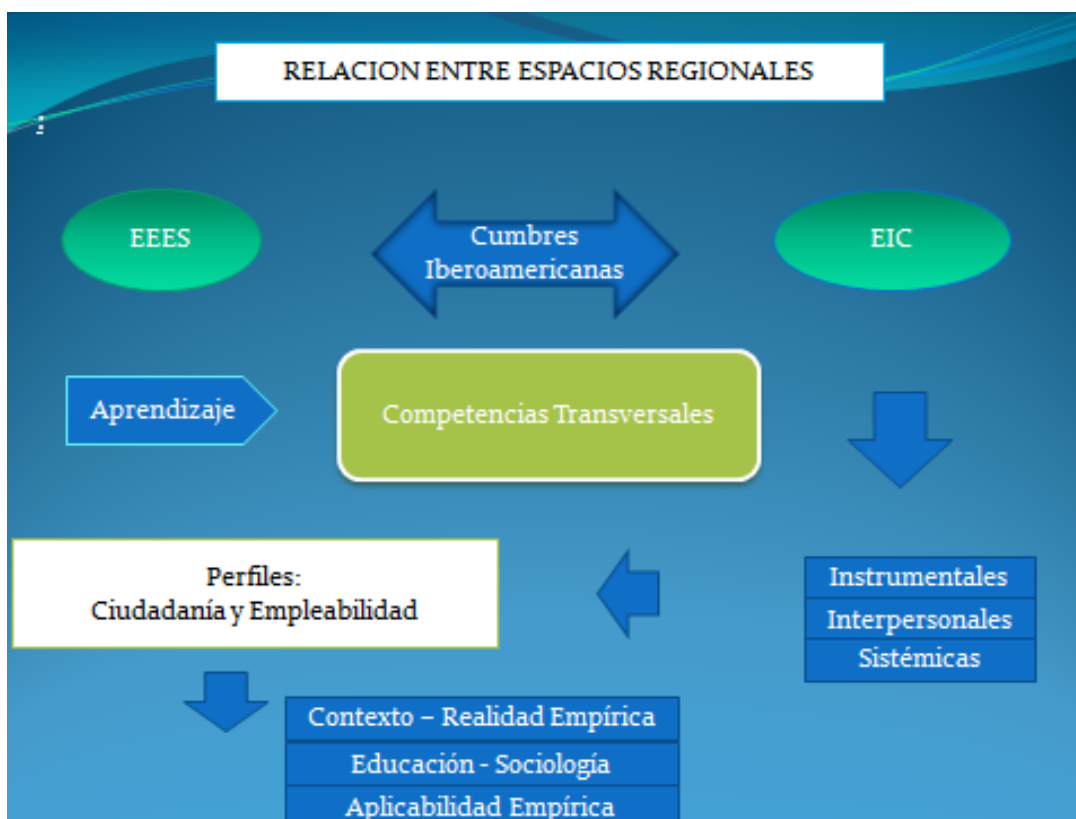 RELACION ENTRE ESPACIOS REGIONALES
:
EEES
Cumbres
Iberoamericanas
EIC
Aprendizaje
Competencias Transversales
Perfiles:
Ciudadanía y Empleabilidad
Instrumentales
Interpersonales
Sistémicas
Contexto – Realidad Empírica
Educación - Sociología
Aplicabilidad Empírica